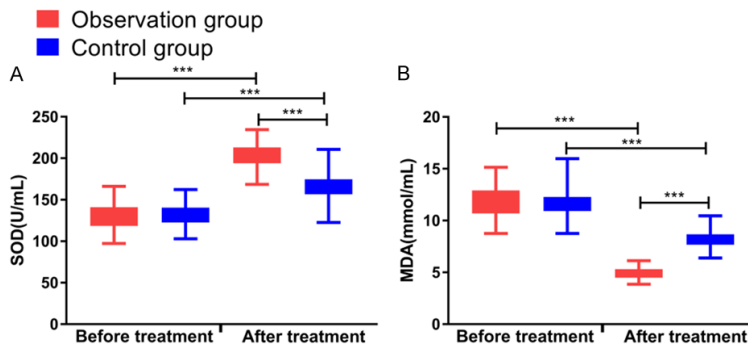 Observation group
Control group
A
***
***
***
250
200
150
100
50
0
SOD(U/mL)
Before treatment
After treatment
B
***
***
***
20
15
10
5
0
MDA(mmol/mL)
Before treatment
After treatment